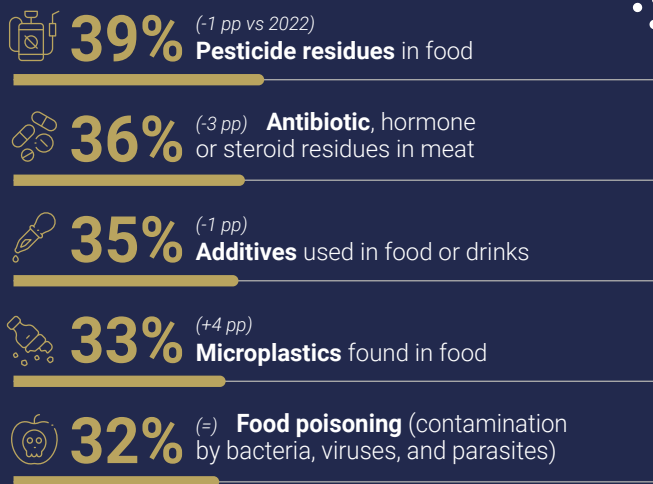 39% (-1 pp vs 2022)
Pesticide residues in food
36% (-3 pp) Antibiotic, hormone
or steroid residues in meat
35% (-1 pp)
Additives used in food or drinks
33% (+4 pp)
Microplastics found in food
32% (=) Food poisoning (contamination
by bacteria, viruses, and parasites)